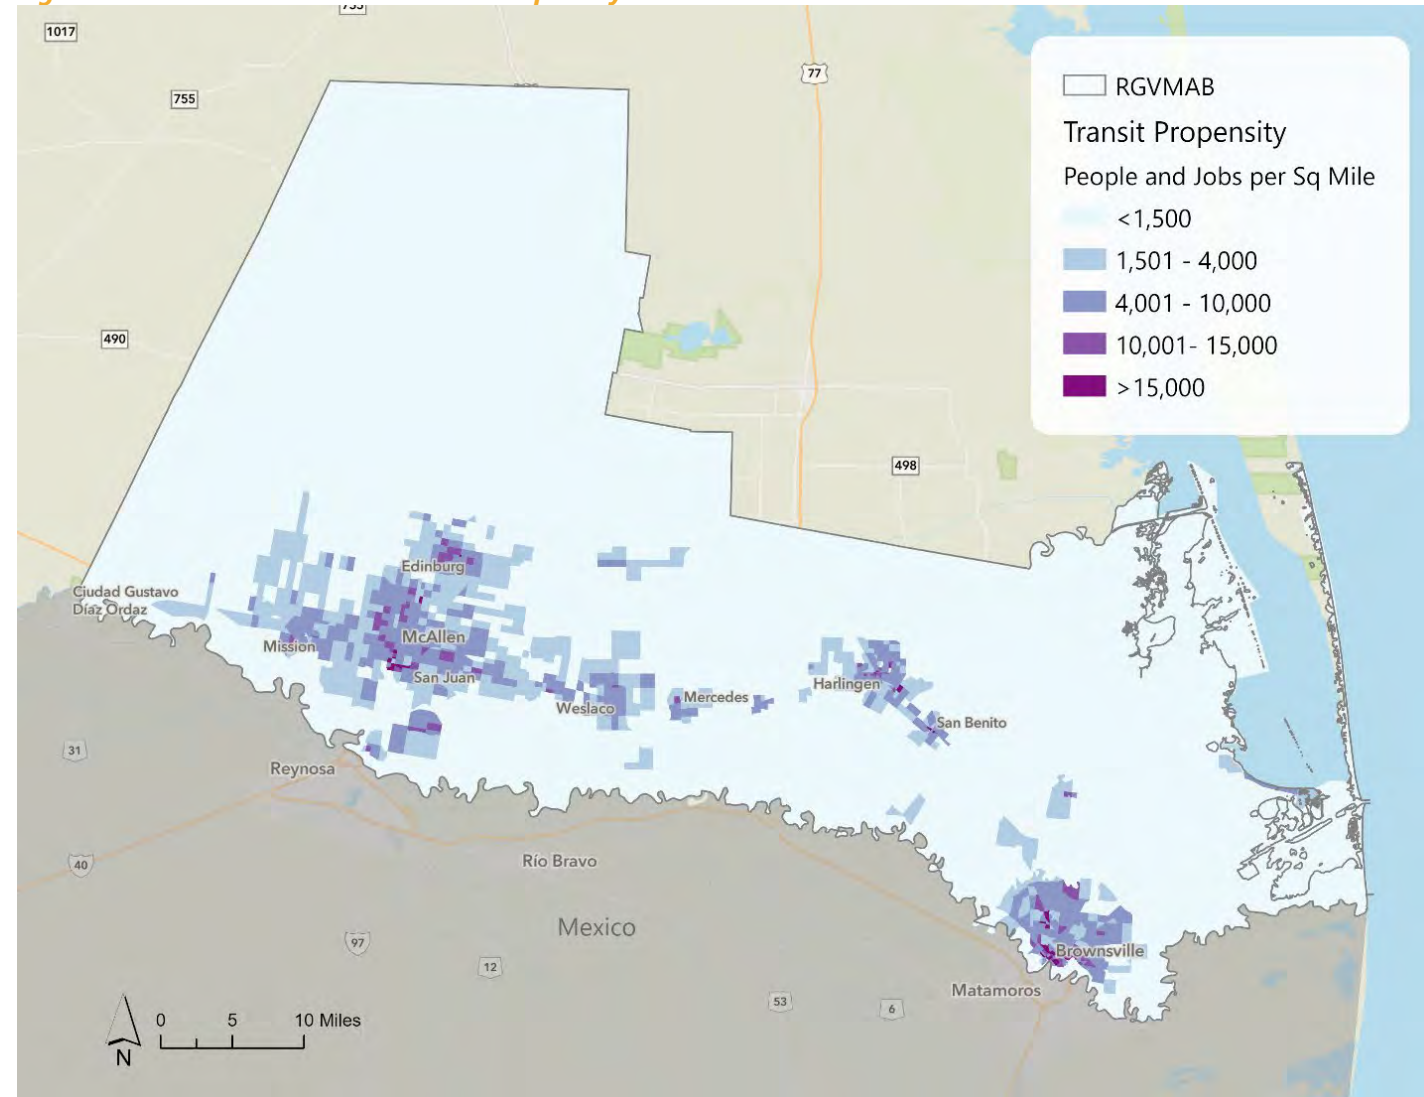 1017
755
77
490
498
RGVMAB
Transit Propensity
People and Jobs per Sq Mile
<1,500
1,501 - 4,000
4,001 - 10,000
10,001- 15,000
>15,000
Edinburg
Ciudad Gustavo
Díaz Ordaz
McAllen
Mission
San Juan
Harlingen
Mercedes
Weslaco
San Benito
31
Reynosa
40
Río Bravo
Mexico
97
12
Brownsville
Matamoros
53
6
0 5 10 Miles
N